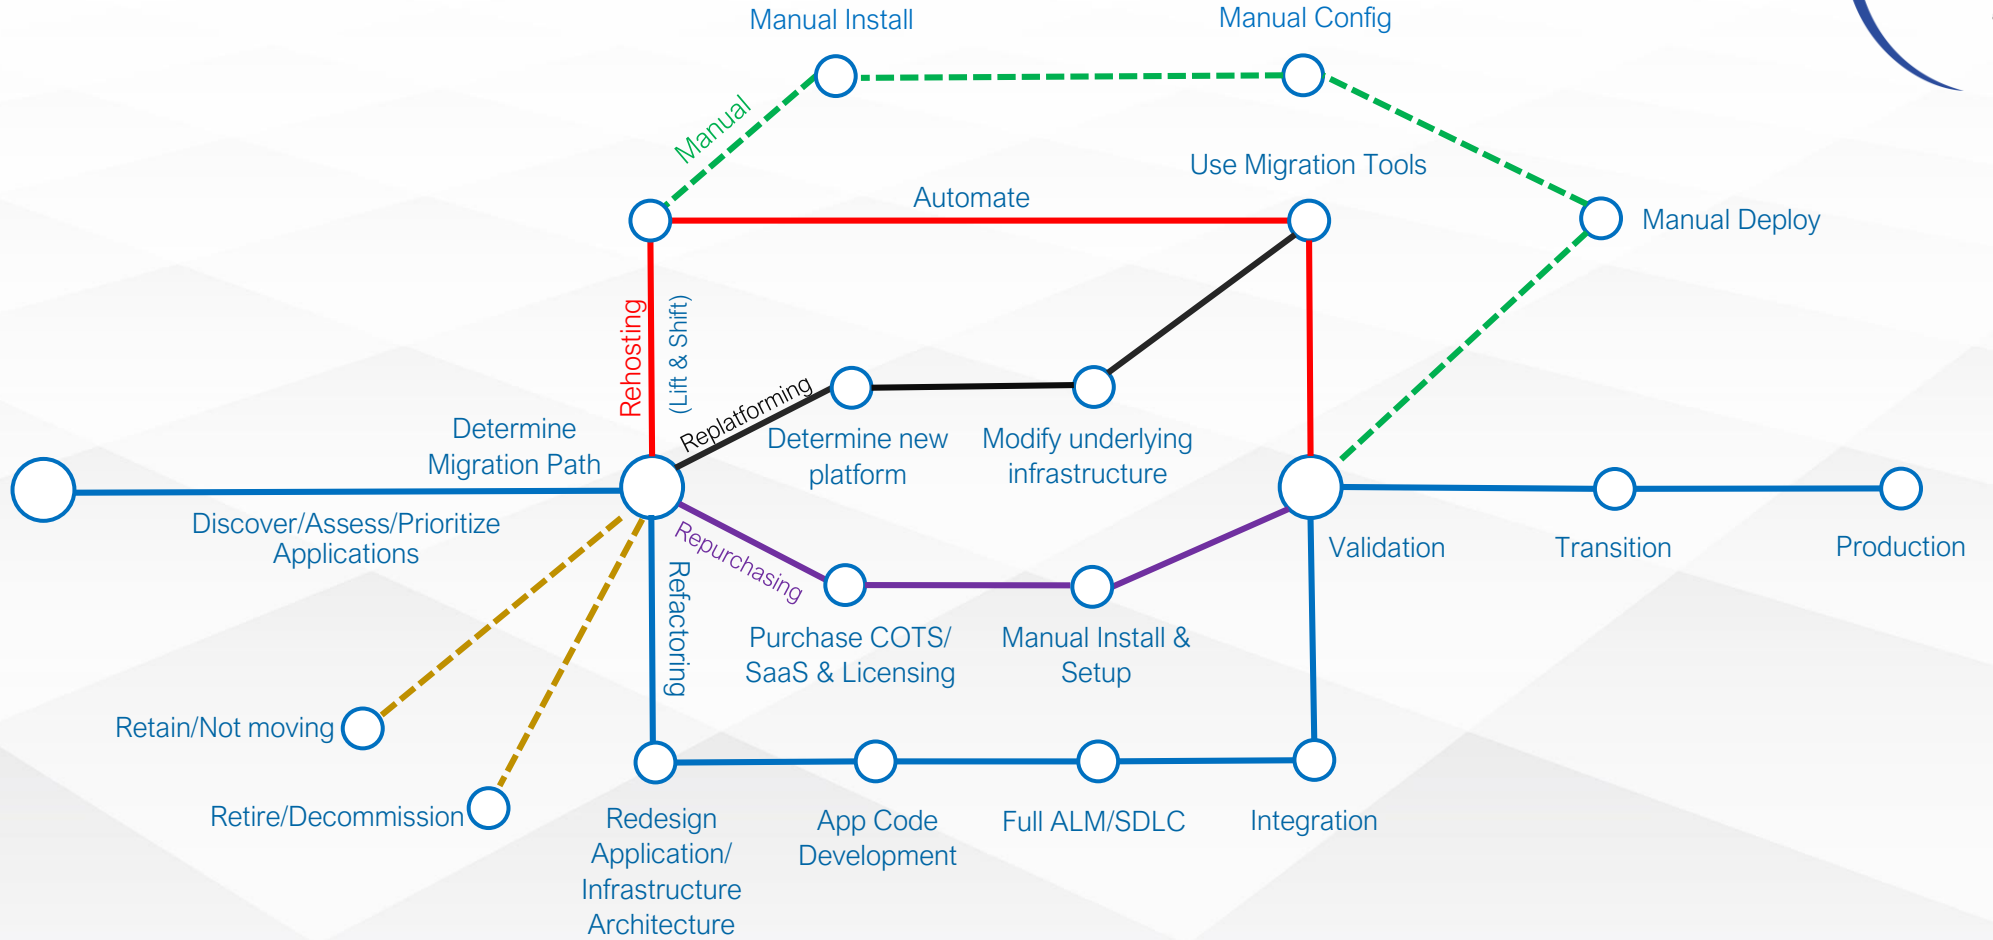 Manual Install
Manual Config
Manual
Use Migration Tools
Automate
Manual Deploy
Rehosting
(Lift & Shift)
Replatforming
Determine
Migration Path
Determine new
platform
Modify underlying
infrastructure
Discover/Assess/Prioritize
Applications
Repurchasing
Refactoring
Validation
Transition
Production
Purchase COTS/
SaaS & Licensing
Manual Install &
Setup
Retain/Not moving
Retire/Decommission
Redesign
Application/
Infrastructure
Architecture
App Code
Development
Full ALM/SDLC
Integration